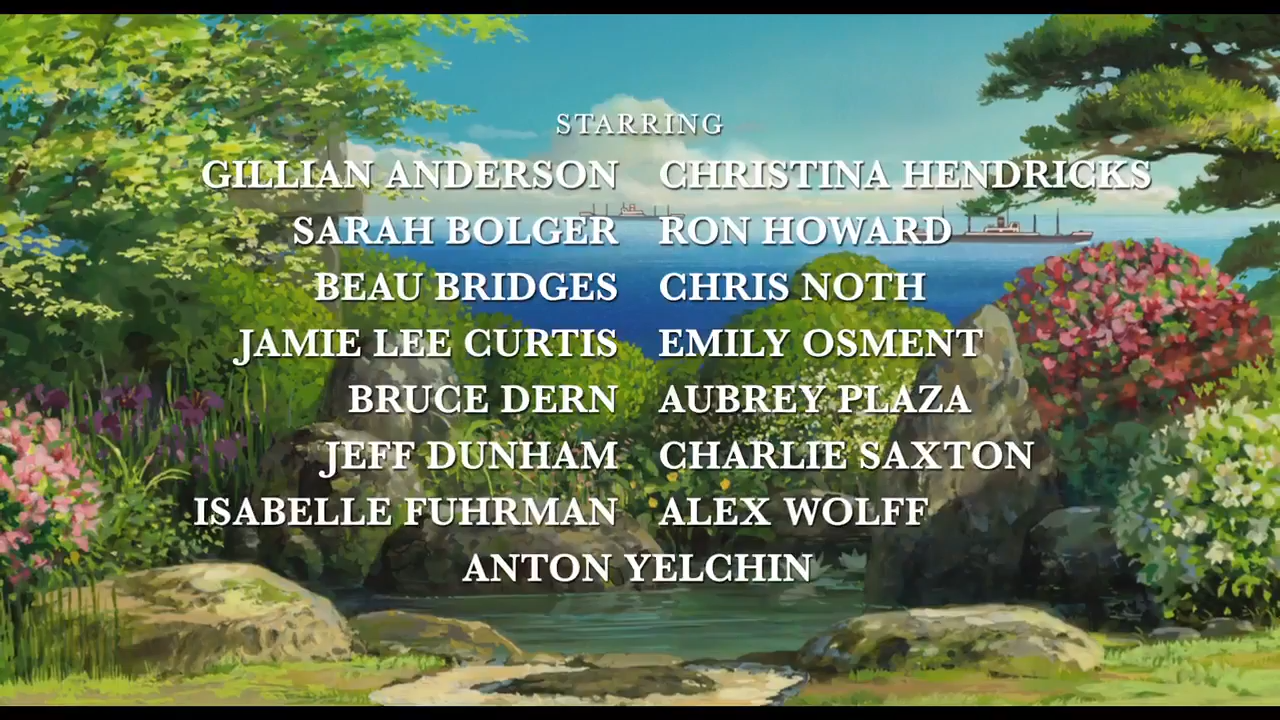 STARRING
GILLIAN ANDERSON CHRISTINA HENDRICKS
SARAH BOLGER RON HOWARD
BEAU BRIDGES CHRIS NOTH
JAMIE LEE CURTIS EMILY OSMENT
BRUCE DERN AUBREY PLAZA
JEFF DUNHAM CHARLIE SAXTON
ISABELLE FUHRMAN ALEX WOLFF
ANTON YELCHIN